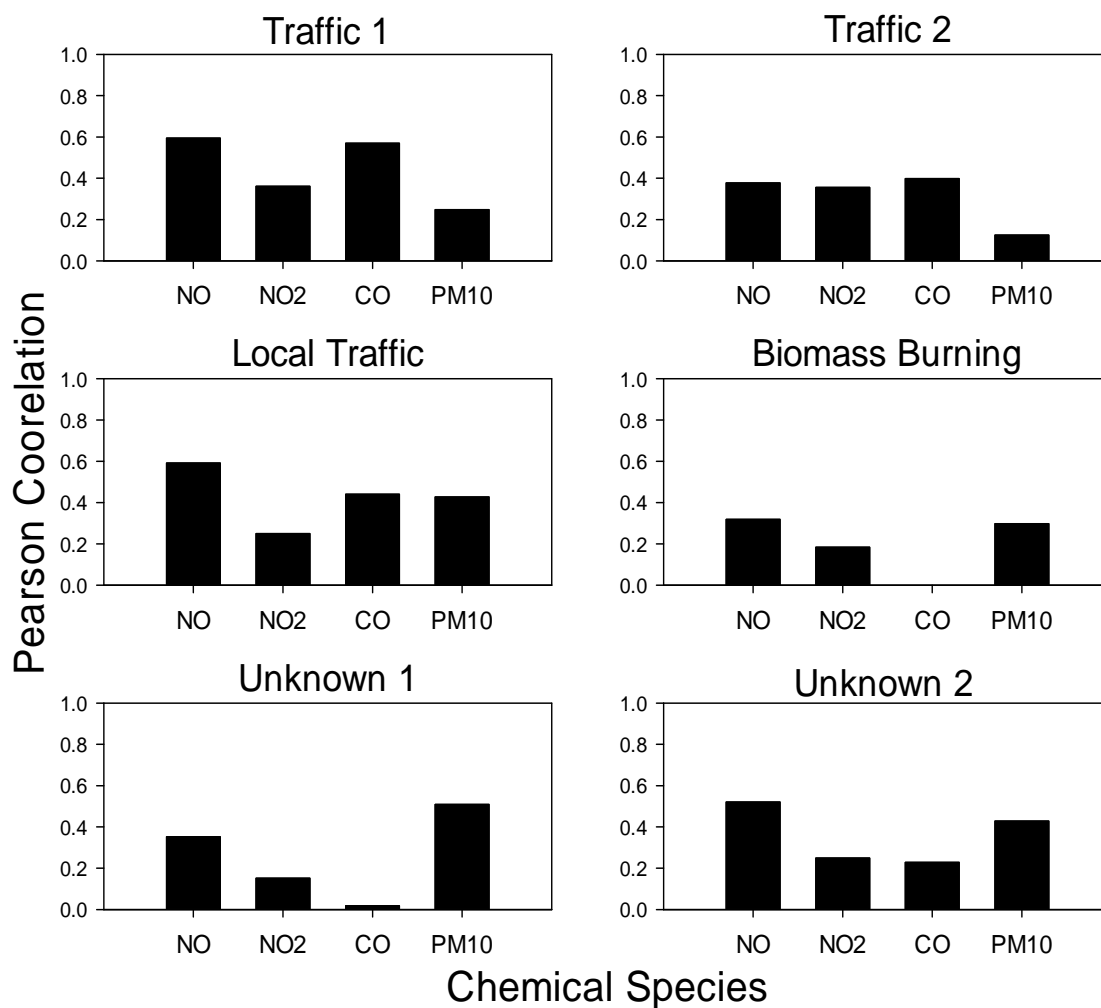 Traffic 1
1.0
0.8
0.6
0.4
0.2
0.0
NO NO2 CO PM10
Traffic 2
1.0
0.8
0.6
0.4
0.2
0.0
NO NO2 CO PM10
Local Traffic
1.0
0.8
0.6
0.4
0.2
0.0
NO NO2 CO PM10
Biomass Burning
1.0
0.8
0.6
0.4
0.2
0.0
NO NO2 CO PM10
Unknown 1
1.0
0.8
0.6
0.4
0.2
0.0
NO NO2 CO PM10
Unknown 2
1.0
0.8
0.6
0.4
0.2
0.0
NO NO2 CO PM10
Pearson Coorelation
Chemical Species